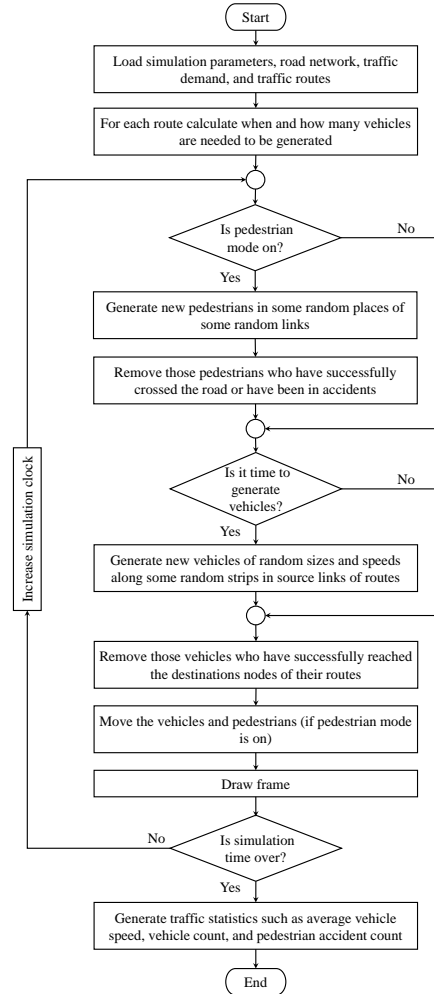 Start
Load simulation parameters, road network, traffic
demand, and traffic routes
For each route calculate when and how many vehicles
are needed to be generated
Is pedestrian
mode on?
No
Yes
Generate new pedestrians in some random places of
some random links
Remove those pedestrians who have successfully
crossed the road or have been in accidents
Is it time to
generate
vehicles?
No
Yes
Increase simulation clock
Generate new vehicles of random sizes and speeds
along some random strips in source links of routes
Remove those vehicles who have successfully reached
the destinations nodes of their routes
Move the vehicles and pedestrians (if pedestrian mode
is on)
Draw frame
No
Is simulation
time over?
Yes
Generate traffic statistics such as average vehicle
speed, vehicle count, and pedestrian accident count
End